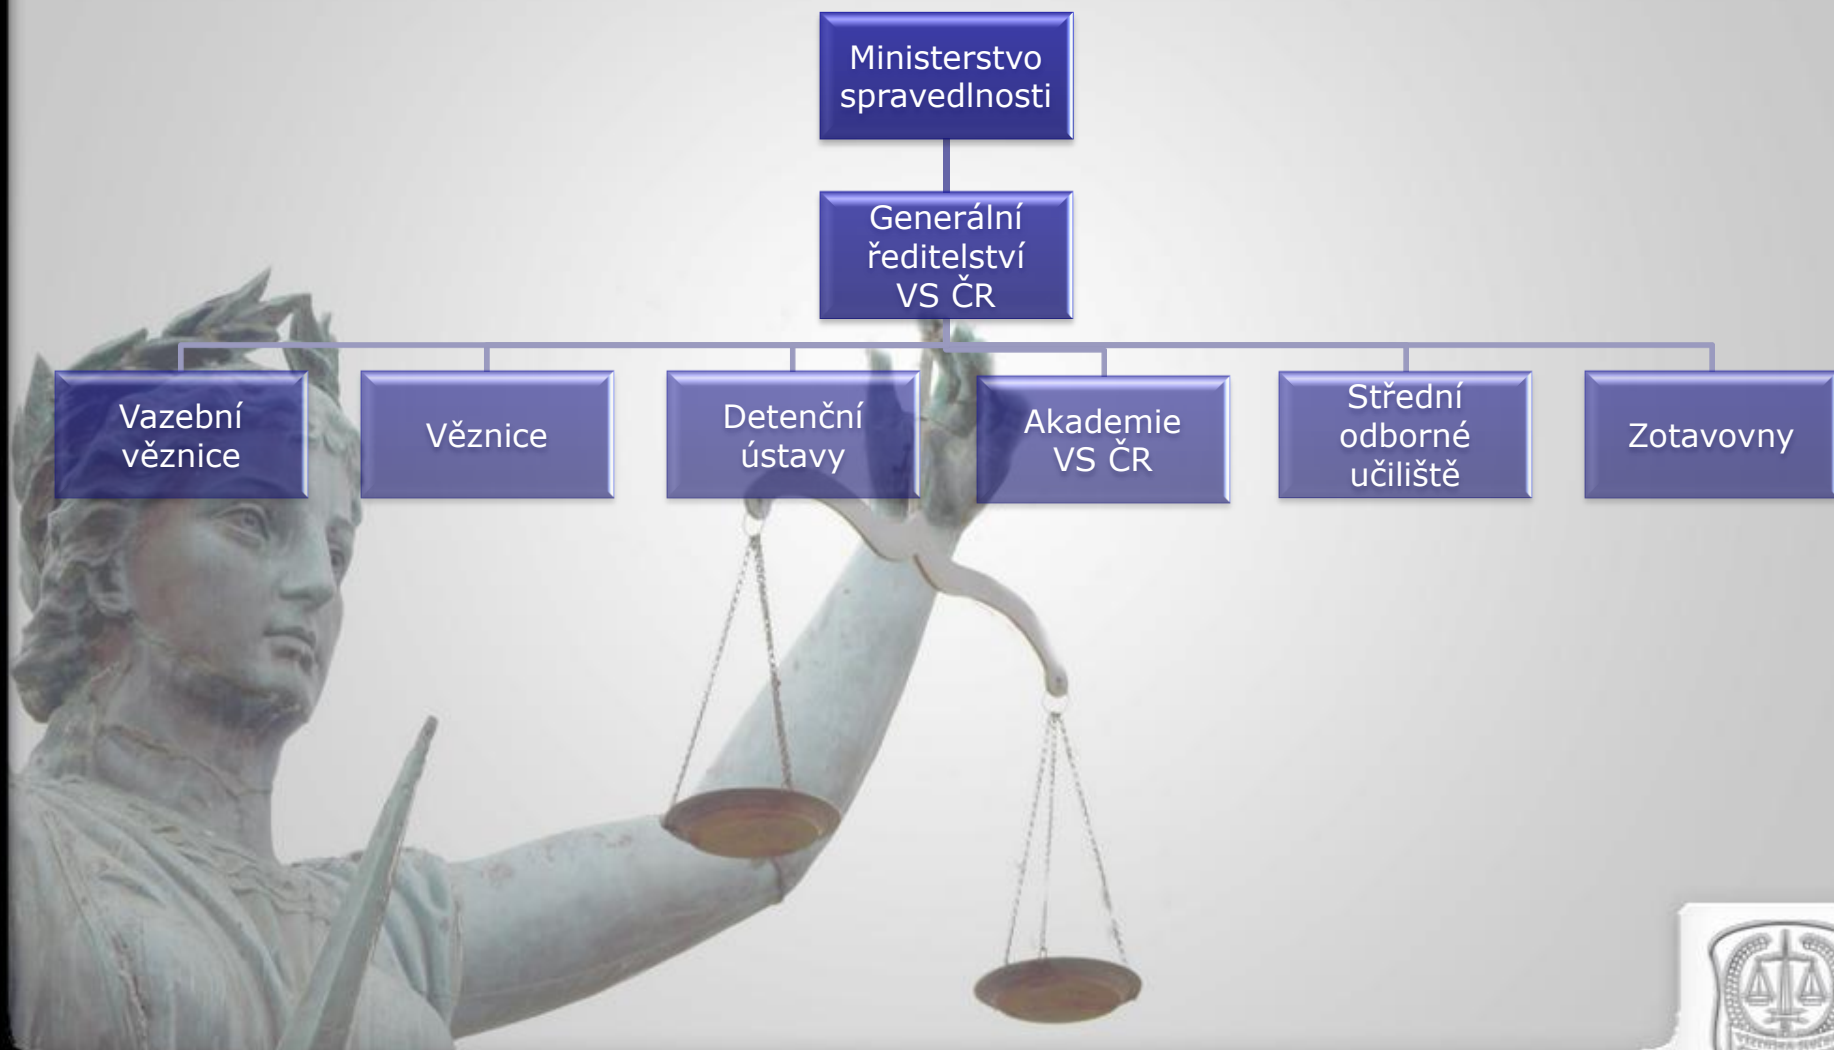 Ministerstvo
spravedlnosti
Generální
ředitelství
VS ČR
Vazební
věznice
Věznice
Detenční
ústavy
Akademie
VS ČR
Střední
odborné
učiliště
Zotavovny